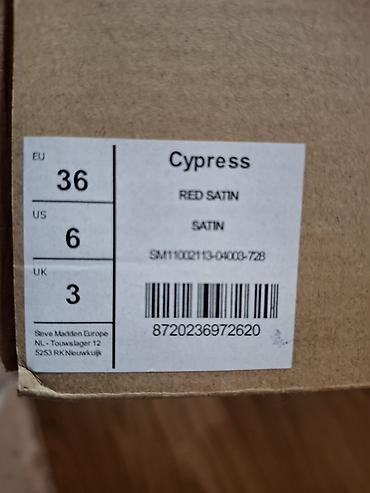 EU
36
US
6
UK
3
Steve Madden Europe
NL - Touwslager 12
5253 RK Nieuwkuijk
Cypress
RED SATIN
SATIN
SM11002113-04003-728
8720236972620